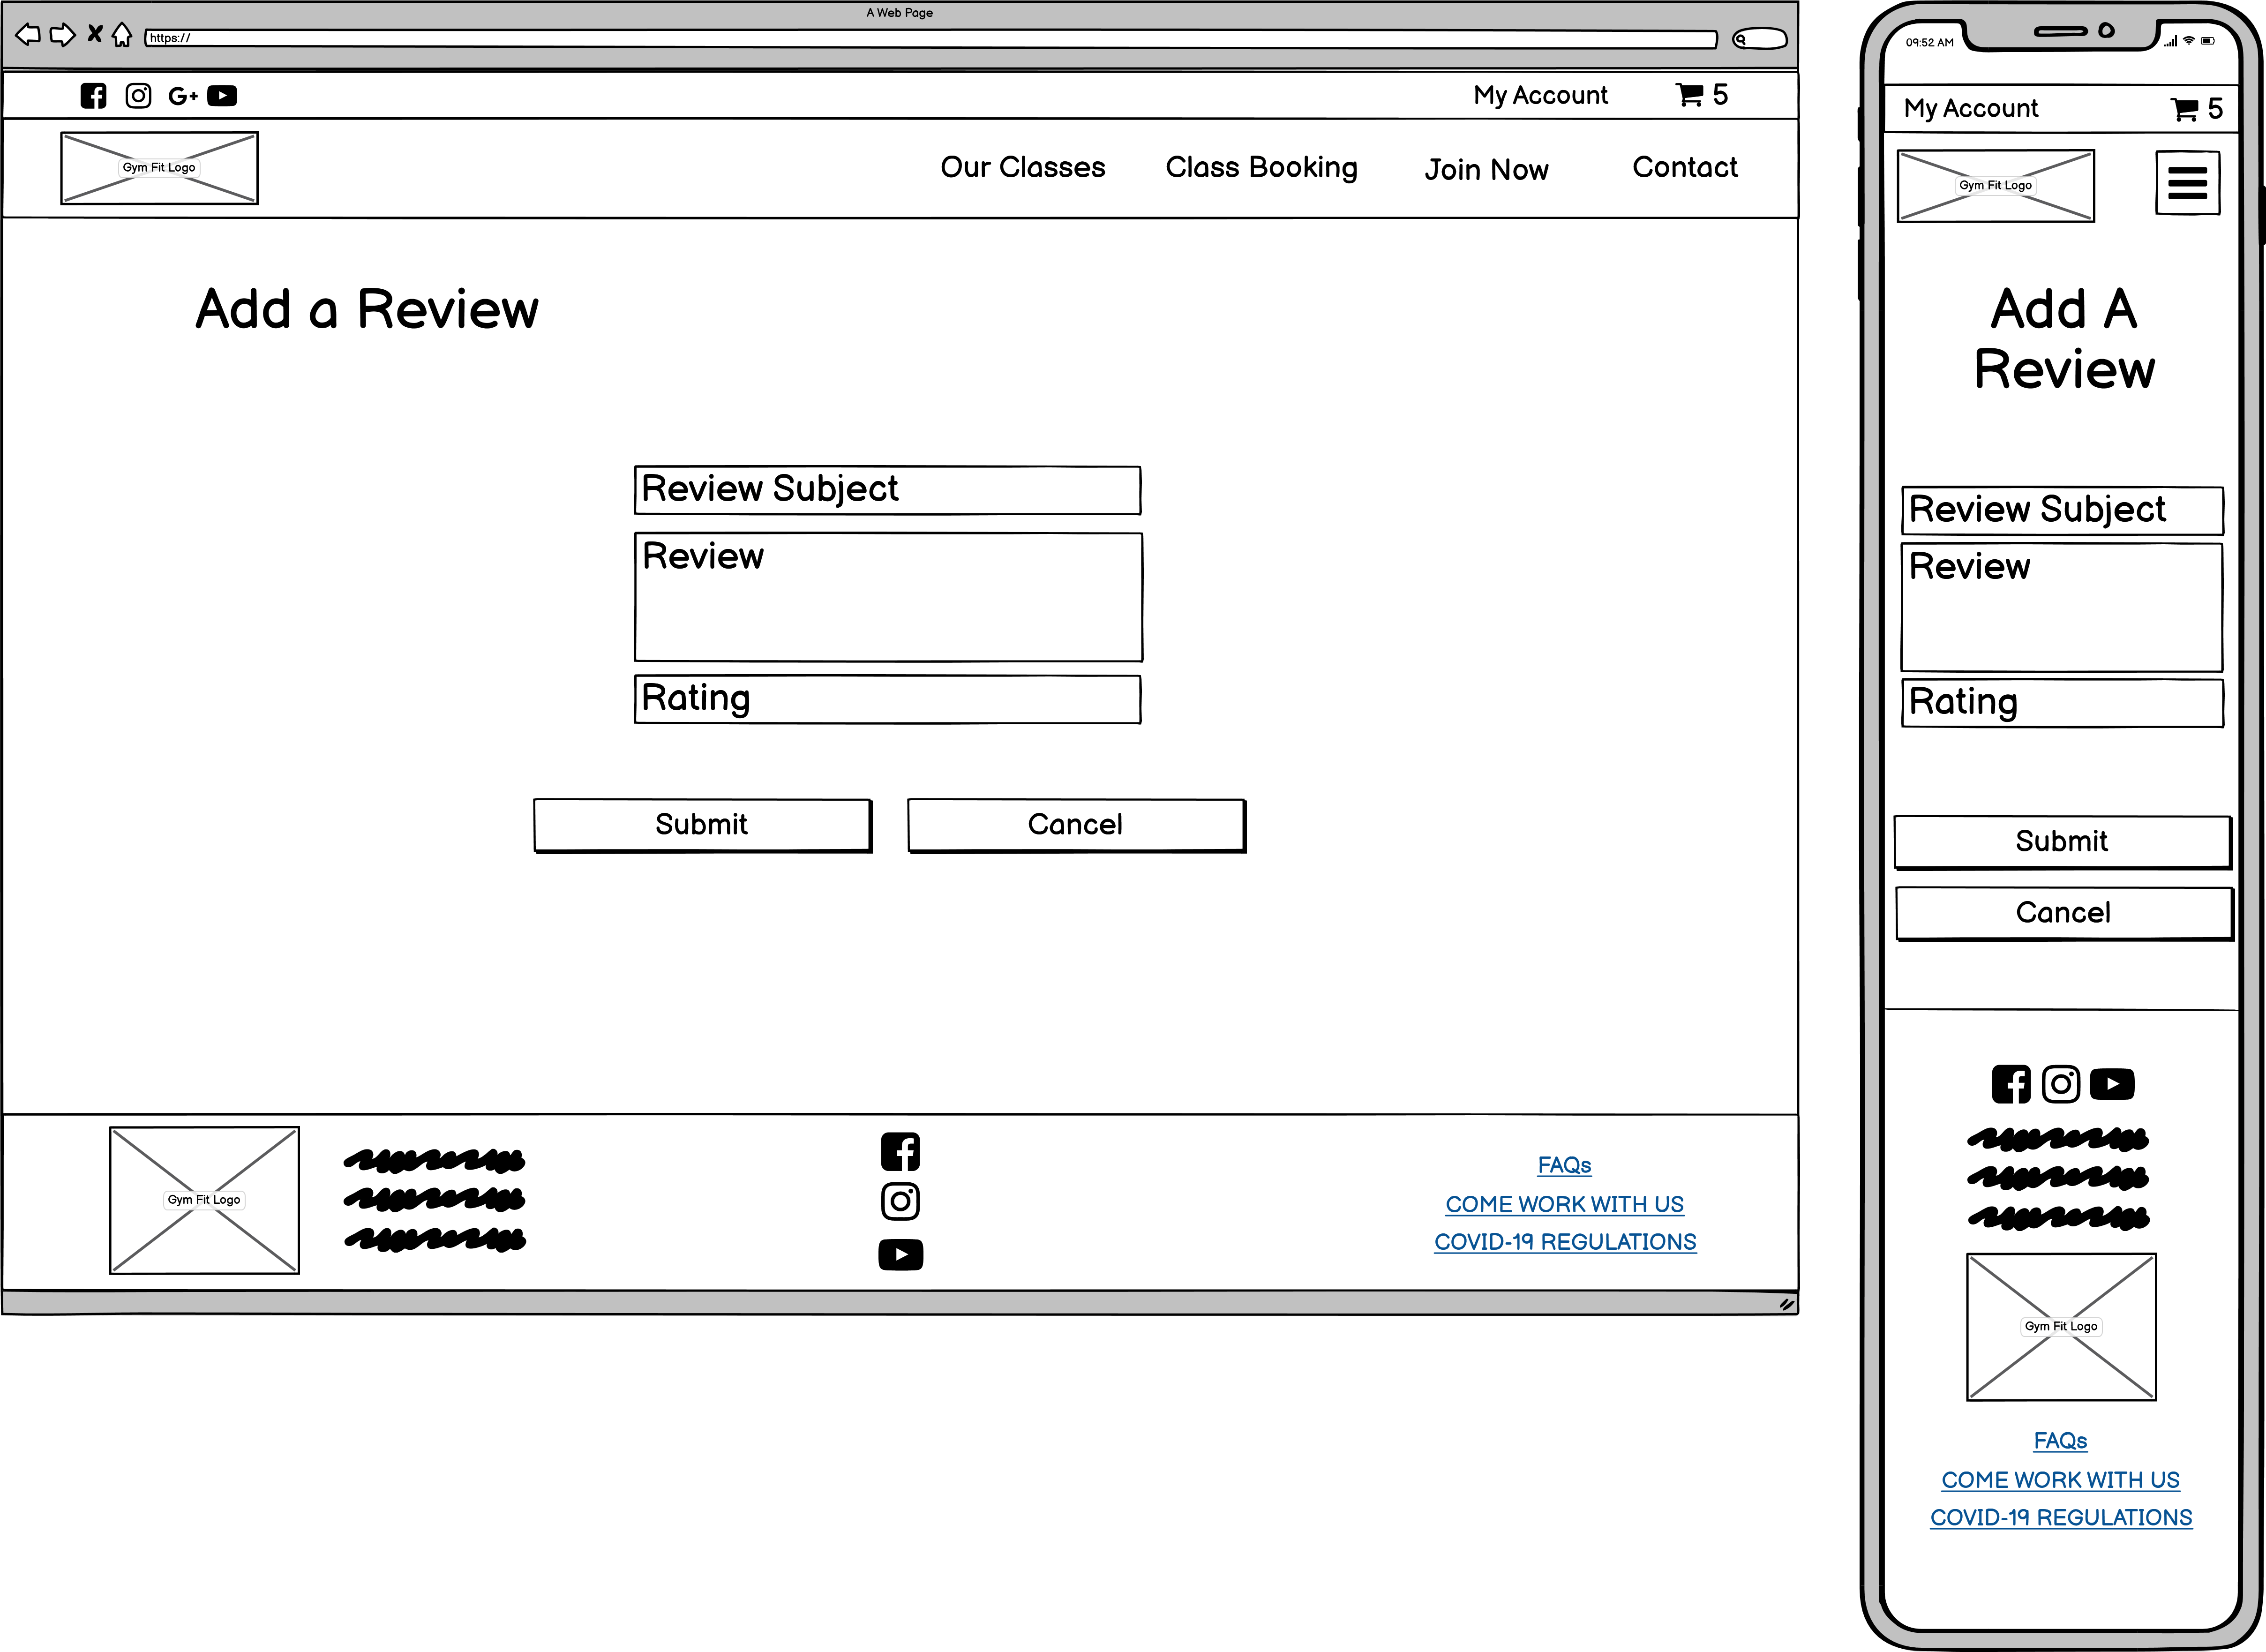 A Web Page
https://
My Account 5
Gym Fit Logo
Our Classes Class Booking Join Now Contact
Add a Review
Review Subject
Review
Rating
Submit Cancel
Gym Fit Logo
FAQs
COME WORK WITH US
COVID-19 REGULATIONS
09:52 AM
My Account 5
Gym Fit Logo
Add A
Review
Review Subject
Review
Rating
Submit
Cancel
Gym Fit Logo
FAQs
COME WORK WITH US
COVID-19 REGULATIONS